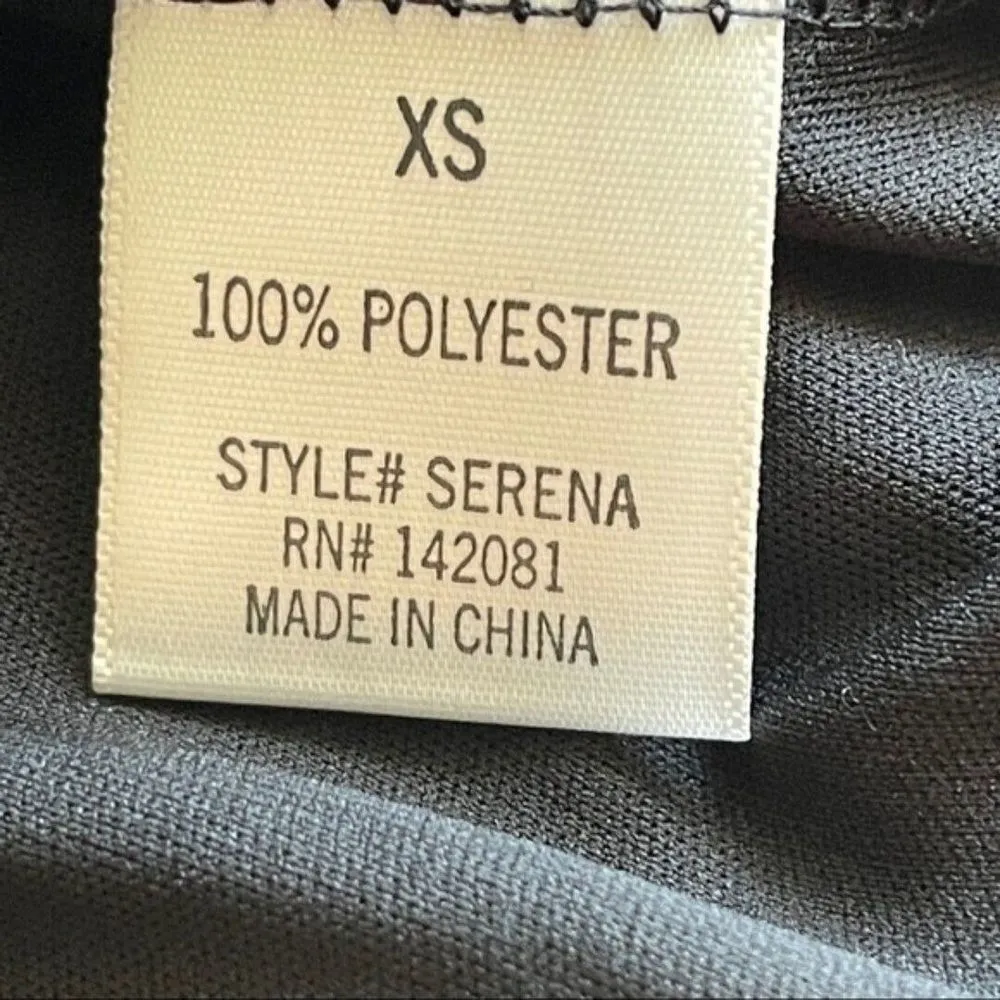 XS
100% POLYESTER
STYLE# SERENA
RN# 142081
MADE IN CHINA